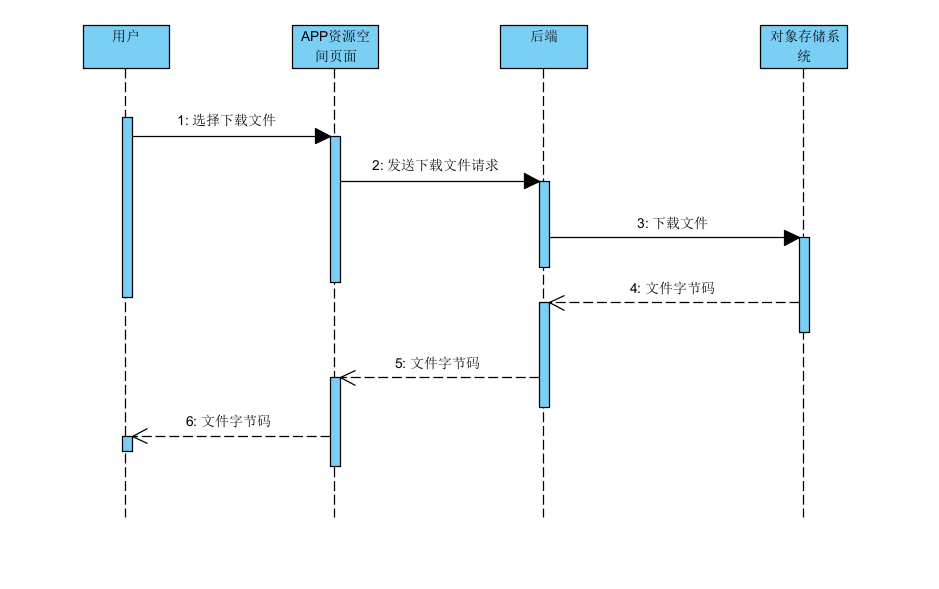 用户
APP资源空
间页面
后端
对象存储系
统
1: 选择下载文件
2: 发送下载文件请求
3: 下载文件
4: 文件字节码
5: 文件字节码
6: 文件字节码